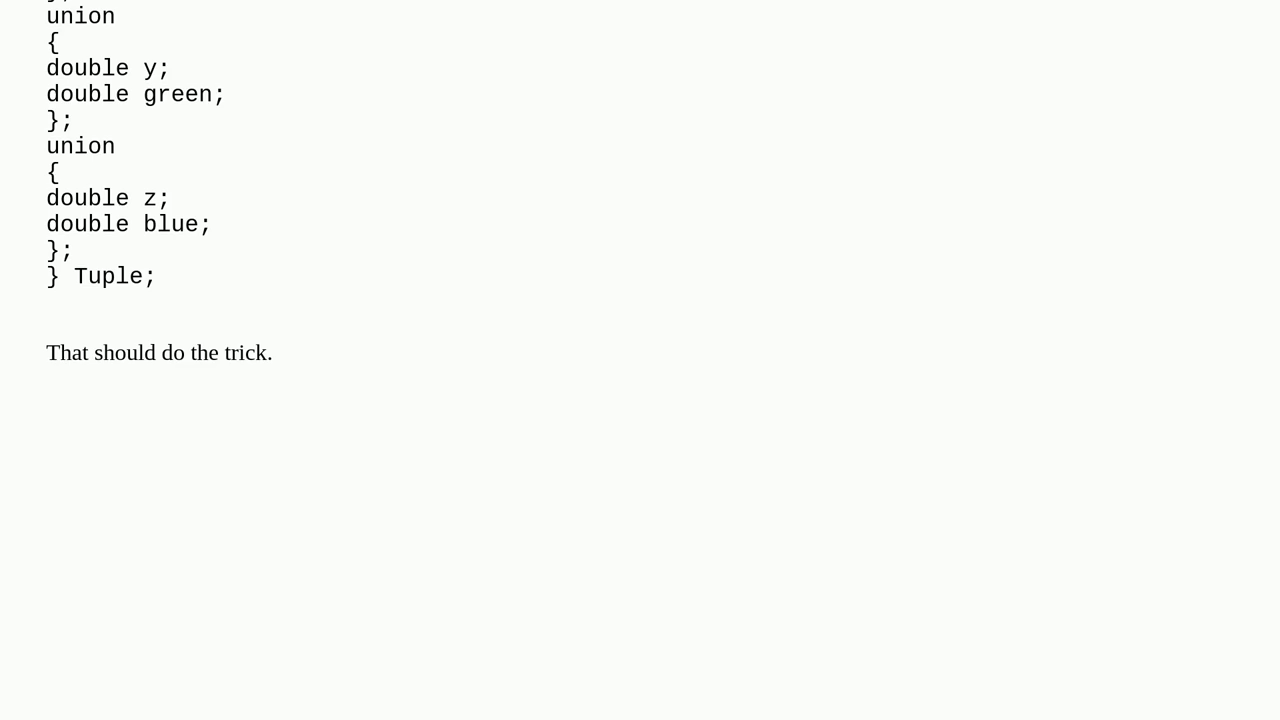 union
{
double y;
double green;
};
union
{
double z;
double blue;
};
} Tuple;
That should do the trick.